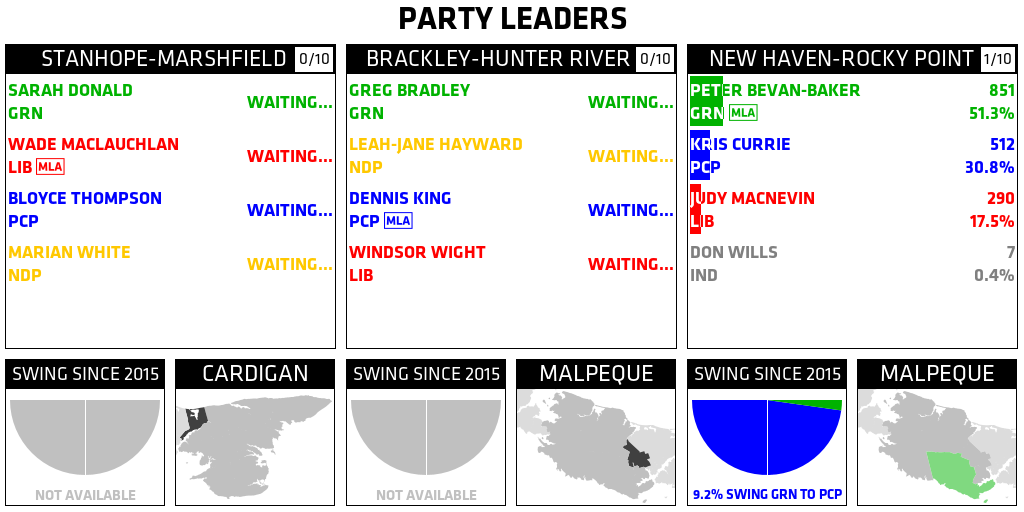 PARTY LEADERS
STANHOPE-MARSHFIELD 0/10
SARAH DONALD
GRN
WAITING...
WADE MACLAUCHLAN
LIB MLA
WAITING...
BLOYCE THOMPSON
PCP
WAITING...
MARIAN WHITE
NDP
WAITING...
BRACKLEY-HUNTER RIVER 0/10
GREG BRADLEY
GRN
WAITING...
LEAH-JANE HAYWARD
NDP
WAITING...
DENNIS KING
PCP MLA
WAITING...
WINDSOR WIGHT
LIB
WAITING...
NEW HAVEN-ROCKY POINT 1/10
PETER BEVAN-BAKER 851
GRN MLA 51.3%
KRIS CURRIE 512
PCP 30.8%
JUDY MACNEVIN 290
LIB 17.5%
DON WILLS 7
IND 0.4%
SWING SINCE 2015
NOT AVAILABLE
CARDIGAN
SWING SINCE 2015
NOT AVAILABLE
MALPEQUE
SWING SINCE 2015
9.2% SWING GRN TO PCP
MALPEQUE